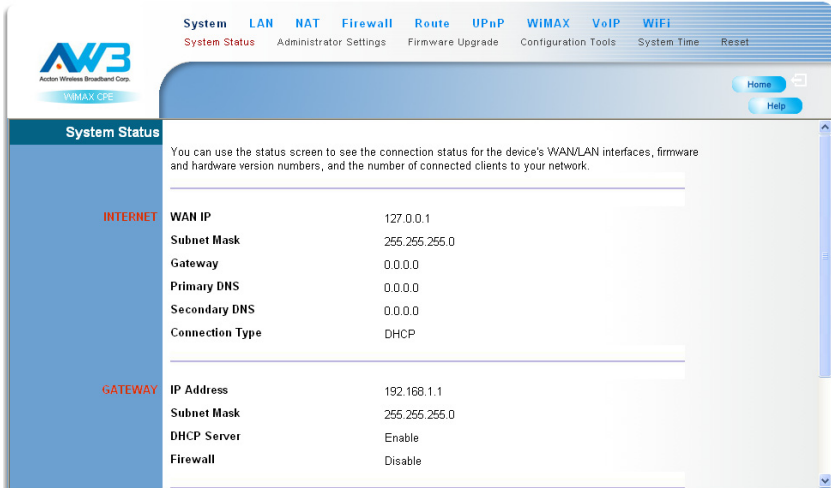 System LAN NAT Firewall Route UPnP WiMAX VoIP WiFi
System Status Administrator Settings Firmware Upgrade Configuration Tools System Time Reset
AWB
Accton Wireless Broadband Corp.
WiMAX CPE
Home
Help
System Status
You can use the status screen to see the connection status for the device's WAN/LAN interfaces, firmware
and hardware version numbers, and the number of connected clients to your network.
INTERNET WAN IP 127.0.0.1
Subnet Mask 255.255.255.0
Gateway 0.0.0.0
Primary DNS 0.0.0.0
Secondary DNS 0.0.0.0
Connection Type DHCP
GATEWAY IP Address 192.168.1.1
Subnet Mask 255.255.255.0
DHCP Server Enable
Firewall Disable